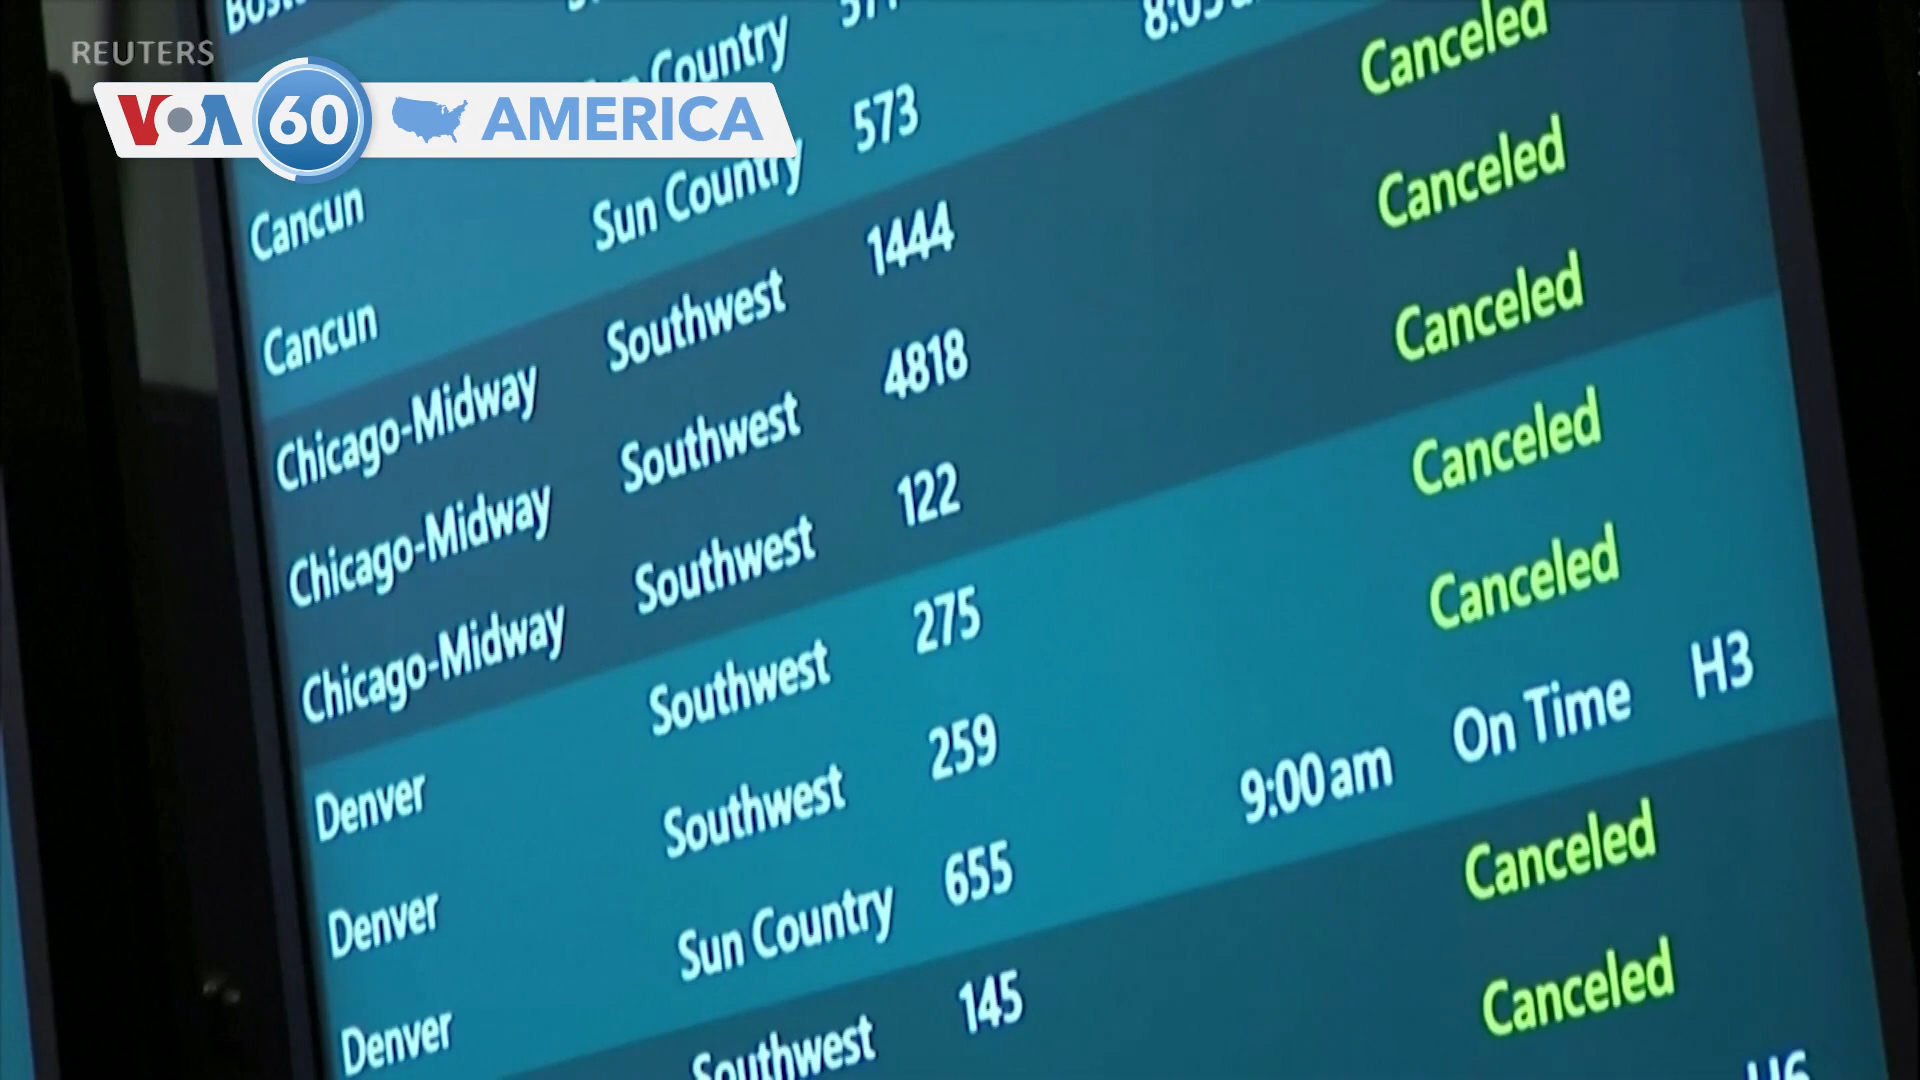 REUTERS
VOA 60 AMERICA
Cancun Country
Cancun Sun Country 573
Chicago-Midway Southwest 1444 Canceled
Chicago-Midway Southwest 4818 Canceled
Chicago-Midway Southwest 122 Canceled
Denver Southwest 275 Canceled
Denver Southwest 259 Canceled
Denver Sun Country 655 9:00 am On Time H3
Southwest 145 Canceled
Canceled